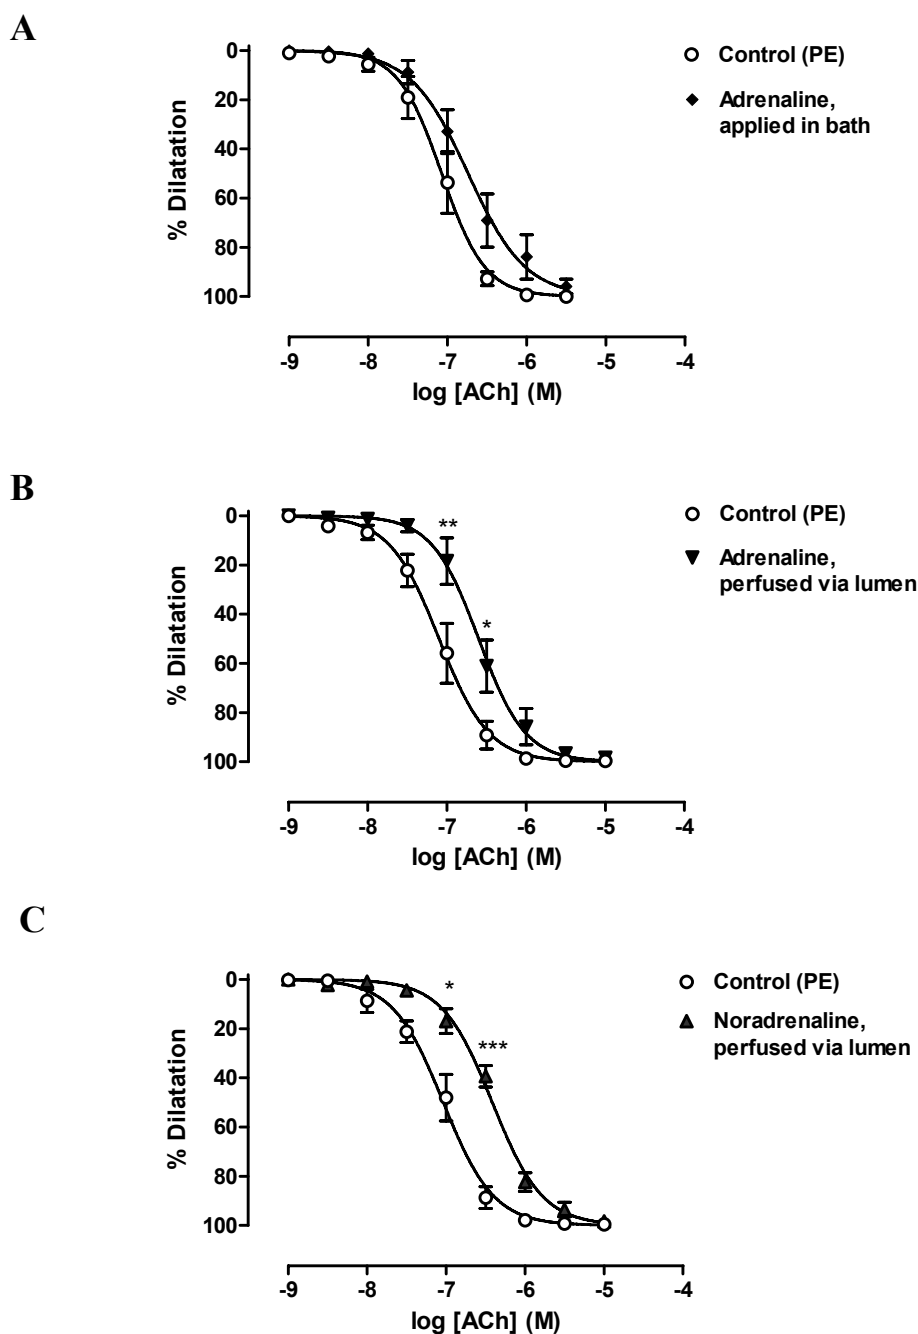 A
0
20
40
60
80
100
% Dilatation
-9 -8 -7 -6 -5 -4
log [ACh] (M)
Control (PE)
Adrenaline,
applied in bath
B
0
20
40
60
80
100
% Dilatation
**
*
-9 -8 -7 -6 -5 -4
log [ACh] (M)
Control (PE)
Adrenaline,
perfused via lumen
C
0
20
40
60
80
100
% Dilatation
*
***
-9 -8 -7 -6 -5 -4
log [ACh] (M)
Control (PE)
Noradrenaline,
perfused via lumen